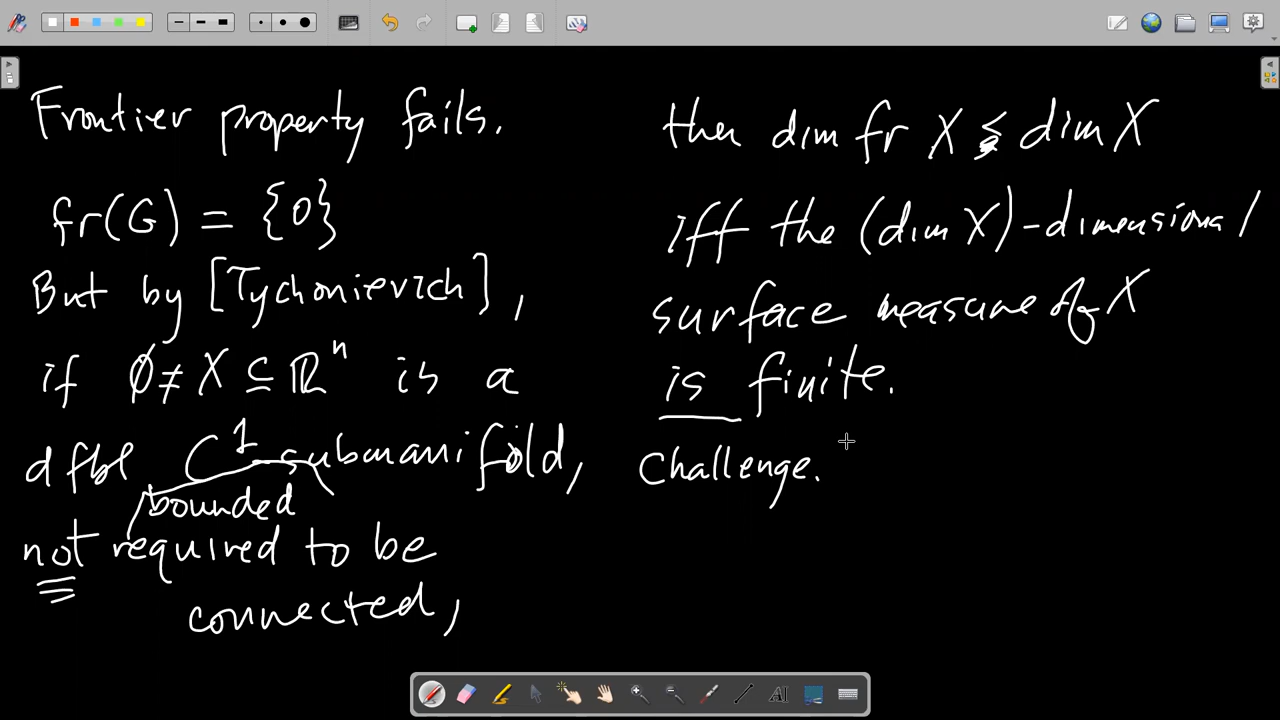 Frontier property fails.
fr(G) = {0}
But by [Tychonievich],
if ∅ ≠ X ⊆ ℝⁿ is a
dfbl C¹-submanifold,
bounded
not required to be
connected,
then dim fr X < dim X
iff the (dim X)-dimensional
surface measure of X
is finite.
Challenge.
AI